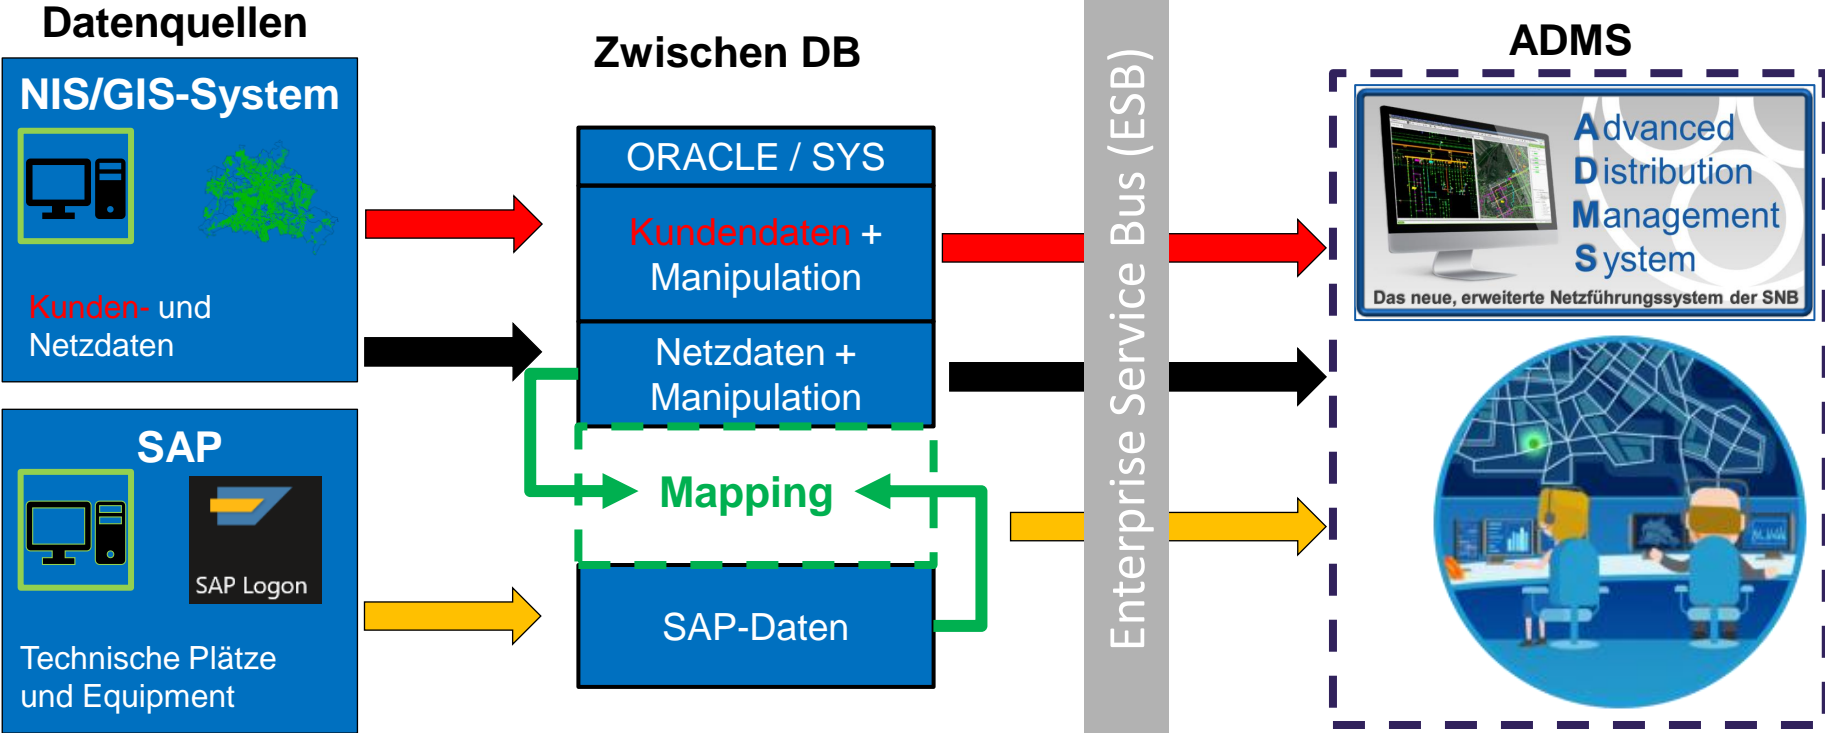 Datenquellen
NIS/GIS-System
Kunden- und
Netzdaten
SAP
SAP Logon
Technische Plätze
und Equipment
Zwischen DB
ORACLE / SYS
Kundendaten +
Manipulation
Netzdaten +
Manipulation
Mapping
SAP-Daten
Enterprise Service Bus (ESB)
ADMS
Advanced
Distribution
Management
System
Das neue, erweiterte Netzführungssystem der SNB